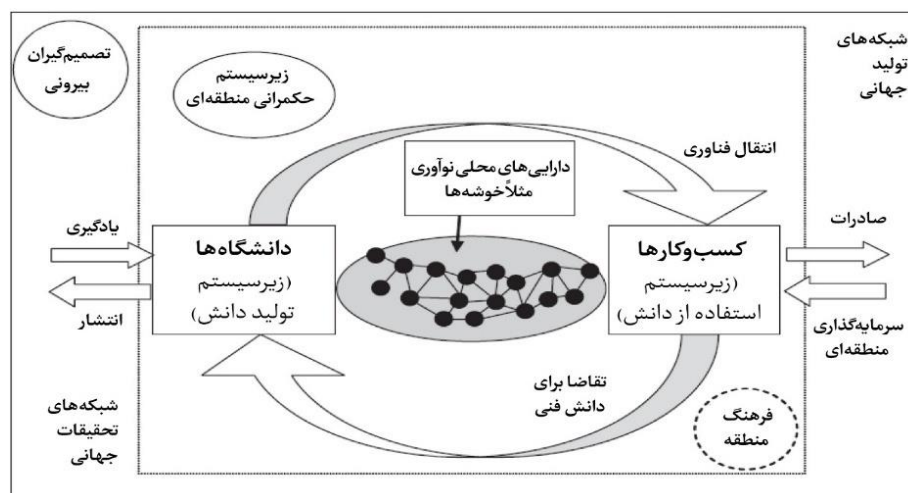 شبکه‌های
تولید
جهانی
تصمیم‌گیران
بیرونی
زیرسیستم
حکمرانی منطقه‌ای
انتقال فناوری
دارایی‌های محلی نوآوری
مثلاً خوشه‌ها
صادرات
کسب‌وکارها
(زیرسیستم
استفاده از دانش)
دانشگاه‌ها
(زیرسیستم
تولید دانش)
یادگیری
انتشار
سرمایه‌گذاری
منطقه‌ای
تقاضا برای
دانش فنی
فرهنگ
منطقه
شبکه‌های
تحقیقات
جهانی